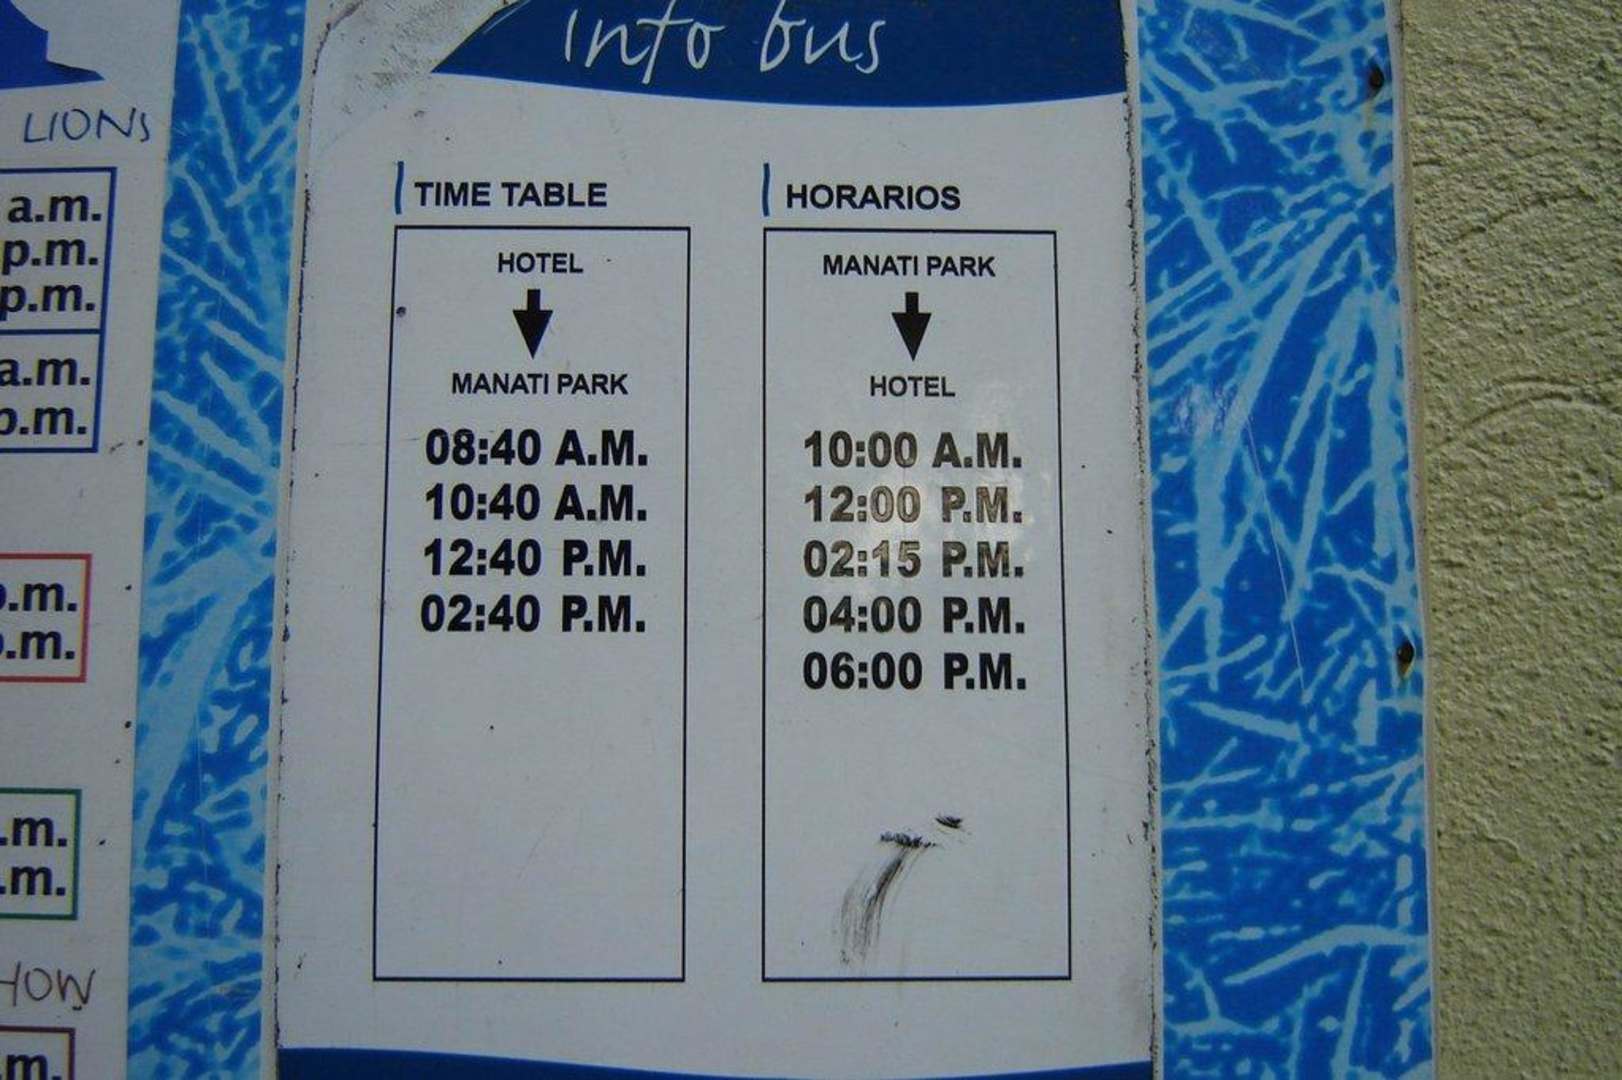 Info bus
LIONS
a.m.
p.m.
p.m.
a.m.
p.m.
p.m.
p.m.
.m.
.m.
HOW
.m.
TIME TABLE
HOTEL
MANATI PARK
08:40 A.M.
10:40 A.M.
12:40 P.M.
02:40 P.M.
HORARIOS
MANATI PARK
HOTEL
10:00 A.M.
12:00 P.M.
02:15 P.M.
04:00 P.M.
06:00 P.M.